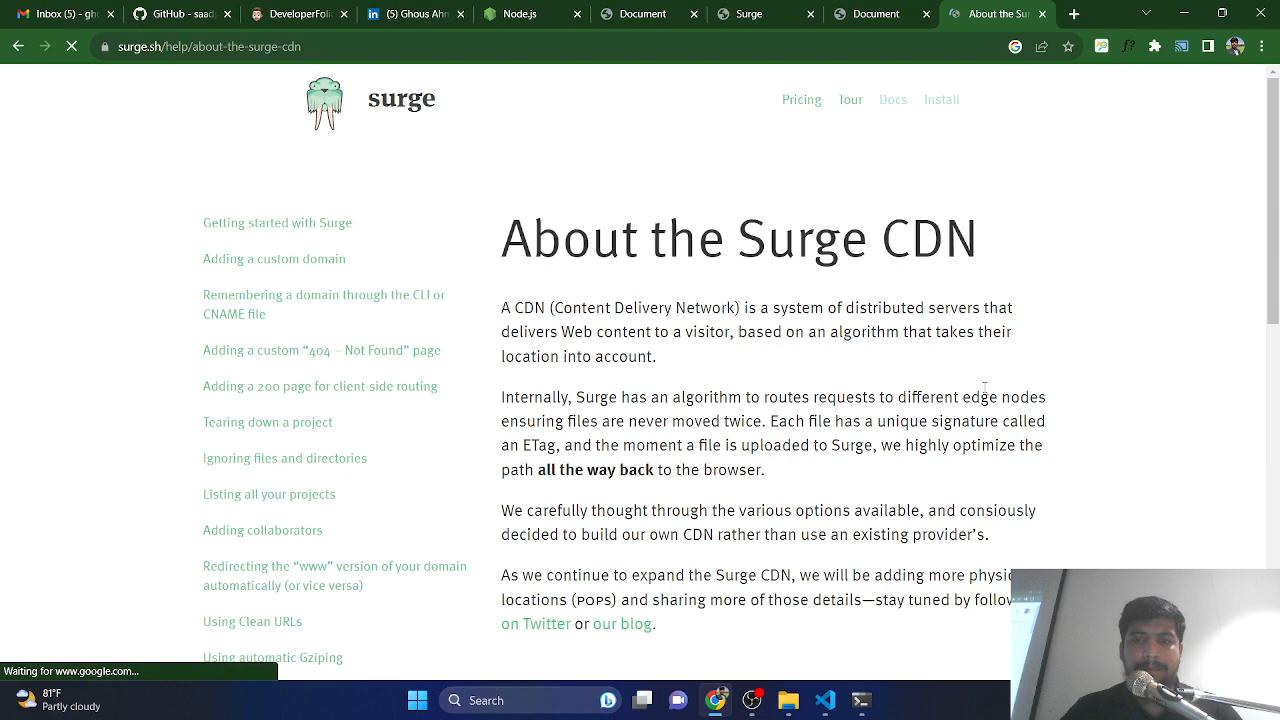 Inbox (1) - gh
GitHub - saad
DeveloperFolio
(5) Ghous Ahm
Node.js
Document
Surge
Document
About the Sur
surge.sh/help/about-the-surge-cdn
surge
Pricing
Tour
Docs
Install
Getting started with Surge
Adding a custom domain
Remembering a domain through the CLI or
CNAME file
Adding a custom “404 – Not Found” page
Adding a 200 page for client-side routing
Tearing down a project
Ignoring files and directories
Listing all your projects
Adding collaborators
Redirecting the “www” version of your domain
automatically (or vice versa)
Using Clean URLs
Using automatic Gziping
About the Surge CDN
A CDN (Content Delivery Network) is a system of distributed servers that
delivers Web content to a visitor, based on an algorithm that takes their
location into account.
Internally, Surge has an algorithm to routes requests to different edge nodes
ensuring files are never moved twice. Each file has a unique signature called
an ETag, and the moment a file is uploaded to Surge, we highly optimize the
path all the way back to the browser.
We carefully thought through the various options available, and consiously
decided to build our own CDN rather than use an existing provider’s.
As we continue to expand the Surge CDN, we will be adding more physic
locations (POPs) and sharing more of those details—stay tuned by follow
on Twitter or our blog.
Waiting for www.google.com...
81°F
Partly cloudy
Search